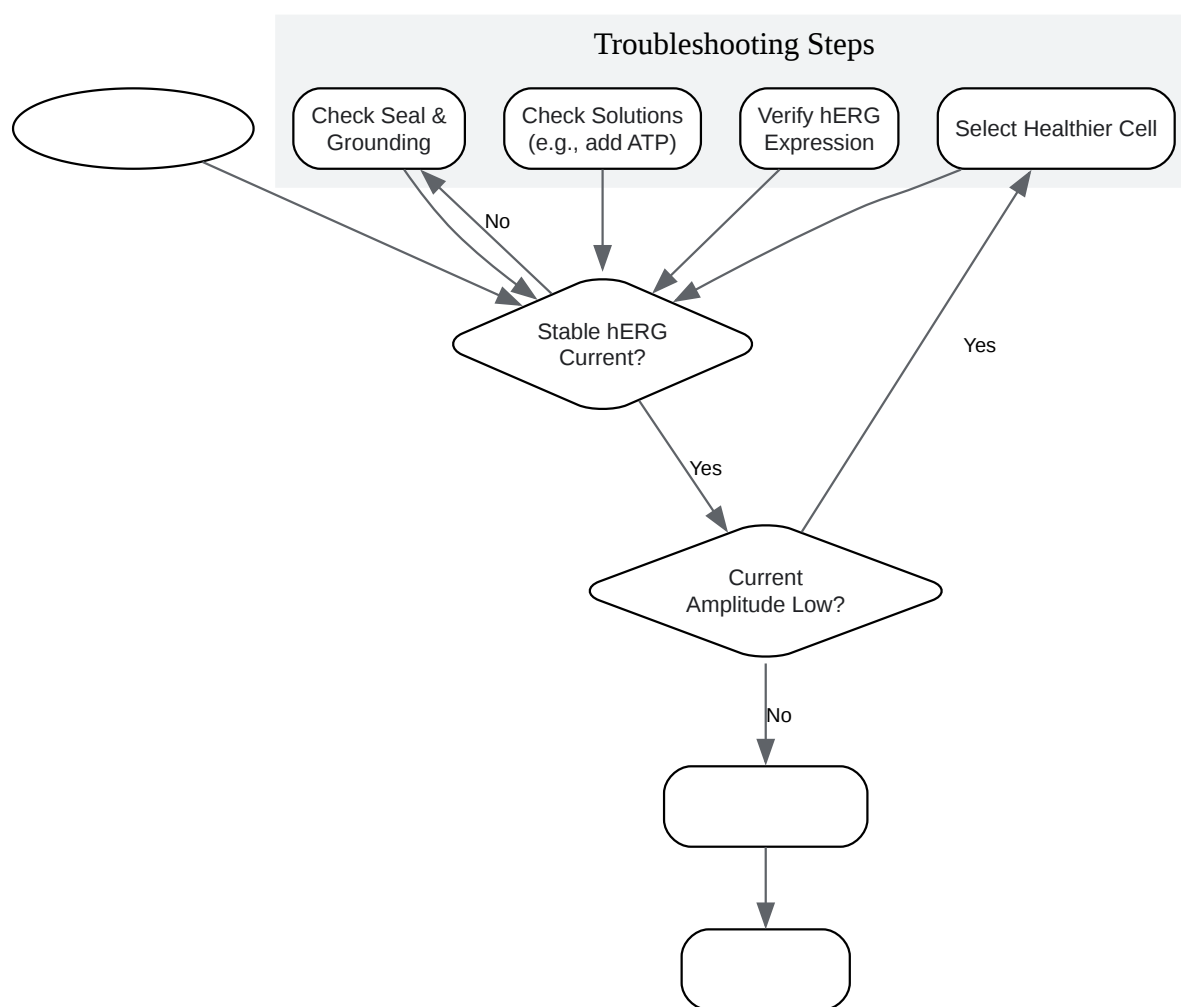 Troubleshooting Steps
Check Seal &
Grounding
Check Solutions
(e.g., add ATP)
Verify hERG
Expression
Select Healthier Cell
No
Stable hERG
Current?
Yes
Yes
Current
Amplitude Low?
No